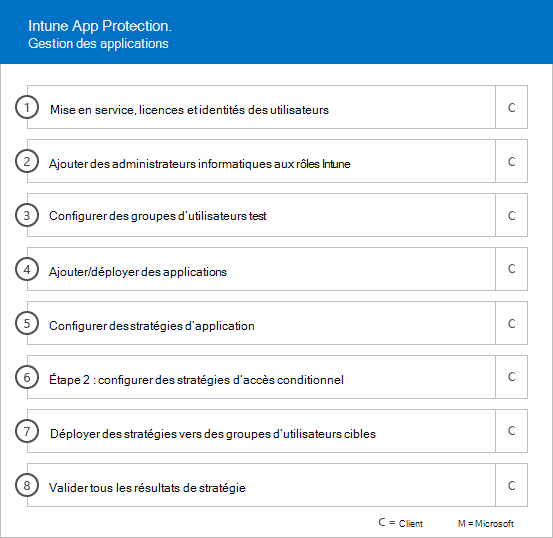 Intune App Protection.
Gestion des applications
1 Mise en service, licences et identités des utilisateurs C
2 Ajouter des administrateurs informatiques aux rôles Intune C
3 Configurer des groupes d'utilisateurs test C
4 Ajouter/déployer des applications C
5 Configurer des stratégies d'application C
6 Étape 2 : configurer des stratégies d'accès conditionnel C
7 Déployer des stratégies vers des groupes d'utilisateurs cibles C
8 Valider tous les résultats de stratégie C
C = Client M = Microsoft